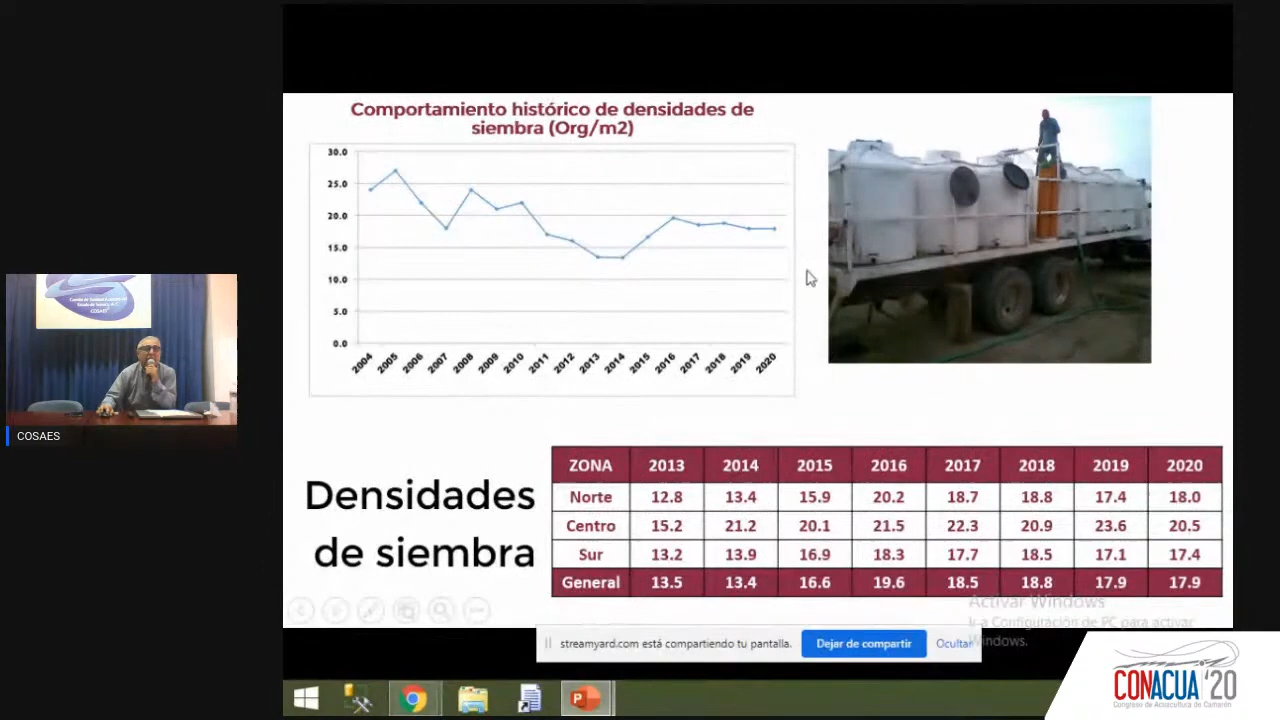 Comportamiento histórico de densidades de
siembra (Org/m2)
30.0
25.0
20.0
15.0
10.0
5.0
0.0
2004 2005 2006 2007 2008 2009 2010 2011 2012 2013 2014 2015 2016 2017 2018 2019 2020
COSAES
COSAES
Densidades
de siembra
ZONA 2013 2014 2015 2016 2017 2018 2019 2020
Norte 12.8 13.4 15.9 20.2 18.7 18.8 17.4 18.0
Centro 15.2 21.2 20.1 21.5 22.3 20.9 23.6 20.5
Sur 13.2 13.9 16.9 18.3 17.7 18.5 17.1 17.4
General 13.5 13.4 16.6 19.6 18.5 18.8 17.9 17.9
Activar Windows
Ir a Configuración de PC para activar
Windows.
streamyard.com está compartiendo tu pantalla. Dejar de compartir Ocultar
CONACUA '20
Congreso de Acuacultura de Camarón